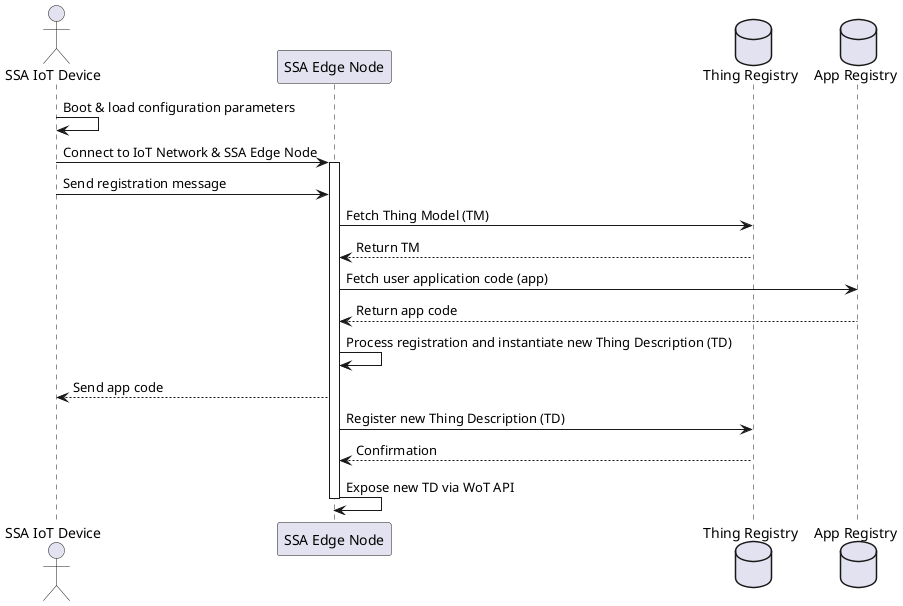 SSA IoT Device
SSA Edge Node
Thing Registry
App Registry
Boot & load configuration parameters
Connect to IoT Network & SSA Edge Node
Send registration message
Fetch Thing Model (TM)
Return TM
Fetch user application code (app)
Return app code
Process registration and instantiate new Thing Description (TD)
Send app code
Register new Thing Description (TD)
Confirmation
Expose new TD via WoT API
SSA IoT Device
SSA Edge Node
Thing Registry
App Registry